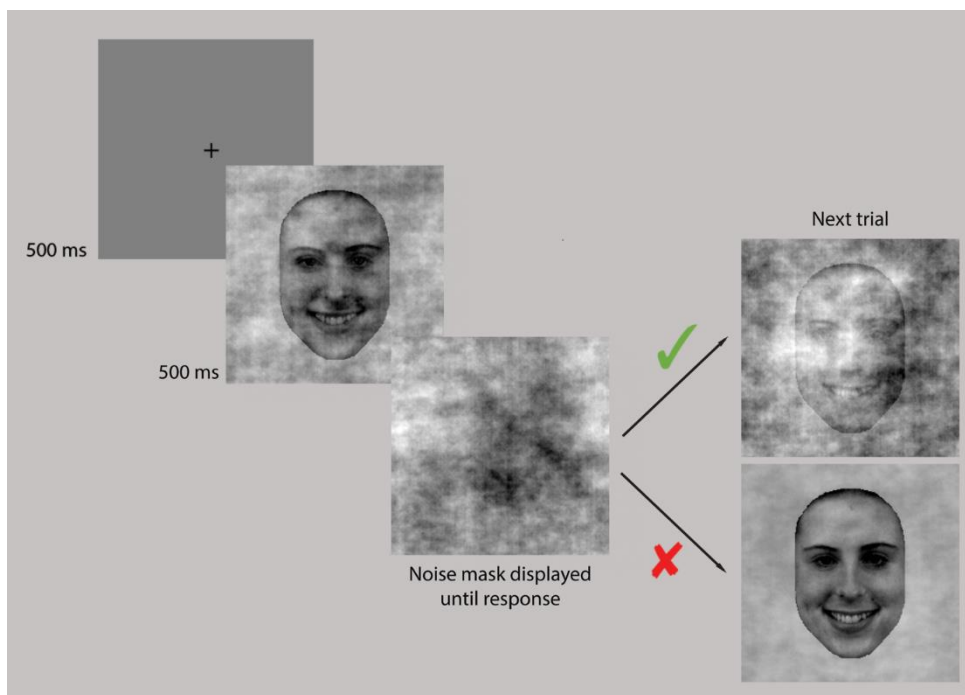 500 ms
500 ms
Noise mask displayed
until response
Next trial